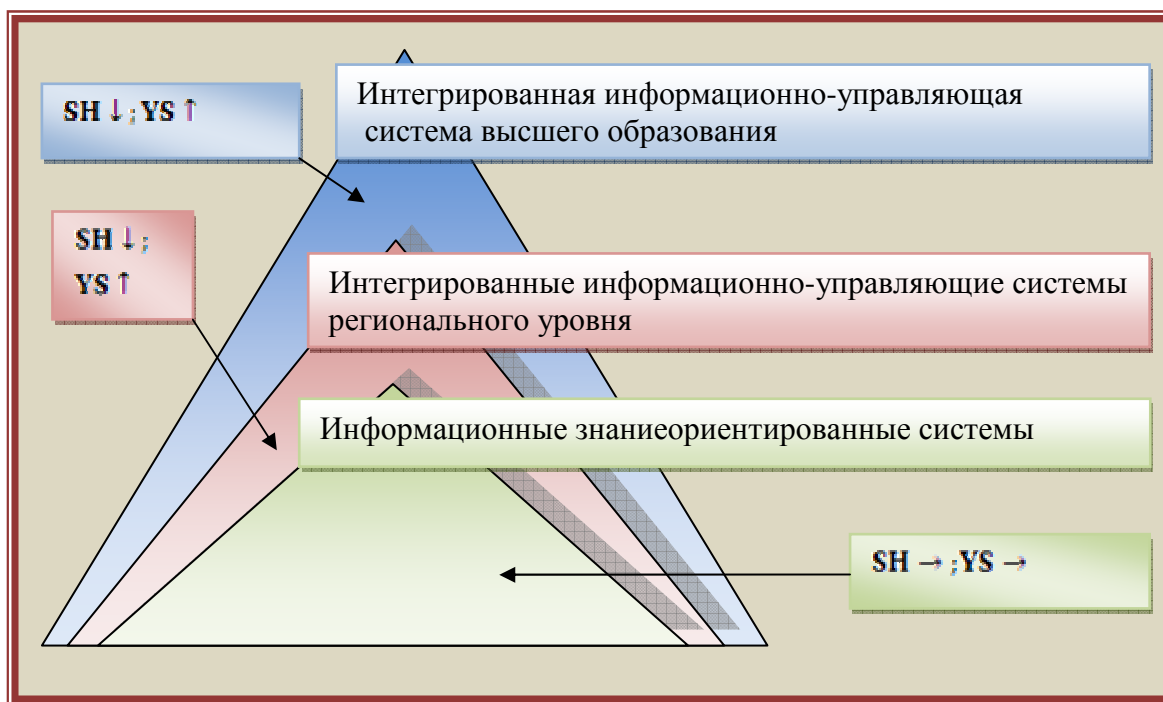 SH ↓ ; YS ↑
Интегрированная информационно-управляющая
система высшего образования
SH ↓ ;
YS ↑
Интегрированные информационно-управляющие системы
регионального уровня
Информационные знаниеориентированные системы
SH → ; YS →